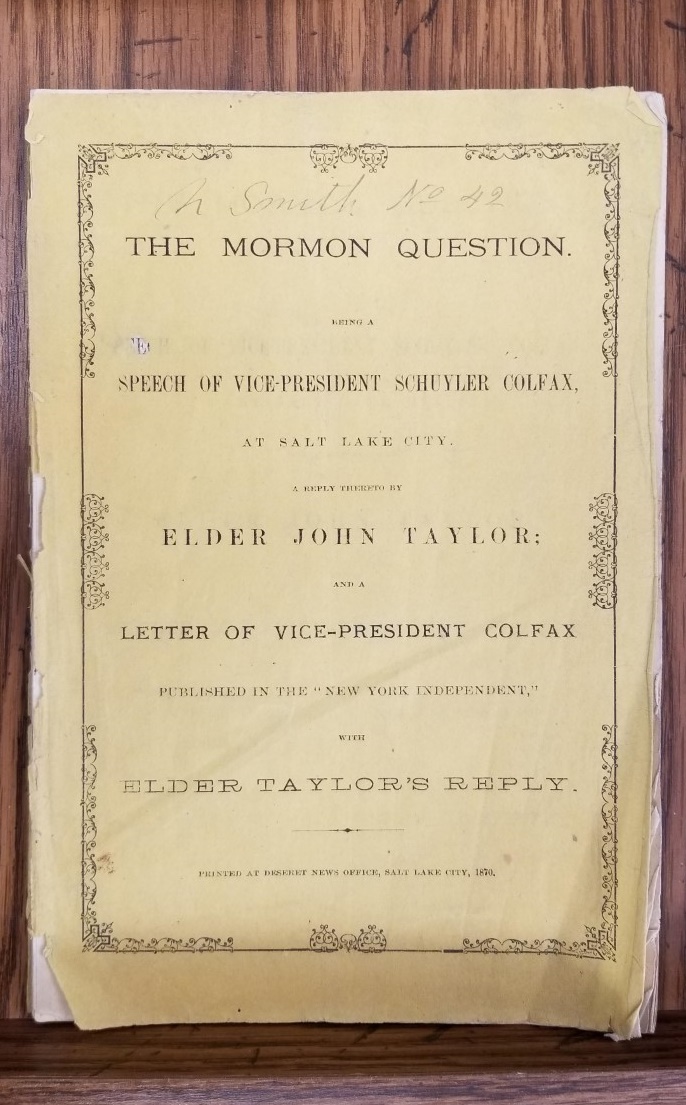 Smith No 42
THE MORMON QUESTION.
BEING A
SPEECH OF VICE-PRESIDENT SCHUYLER COLFAX,
AT SALT LAKE CITY.
A REPLY THERETO BY
ELDER JOHN TAYLOR;
AND A
LETTER OF VICE-PRESIDENT COLFAX
PUBLISHED IN THE "NEW YORK INDEPENDENT,"
WITH
ELDER TAYLOR'S REPLY.
PRINTED AT DESERET NEWS OFFICE, SALT LAKE CITY, 1870.